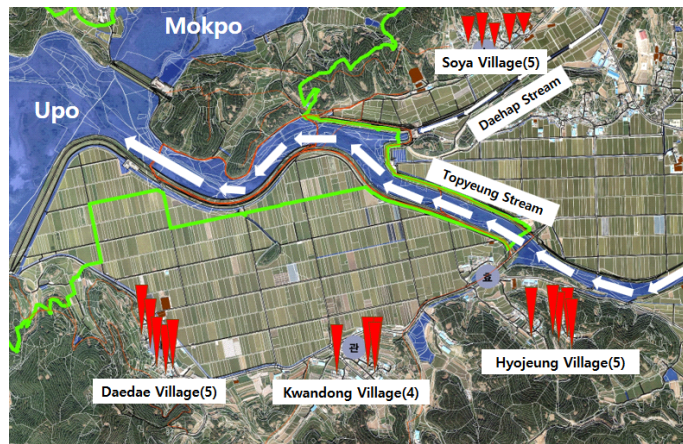 Mokpo
Soya Village(5)
Upo
Daehap Stream
Topyeung Stream
효
관
Hyojeung Village(5)
Daedae Village(5)
Kwandong Village(4)